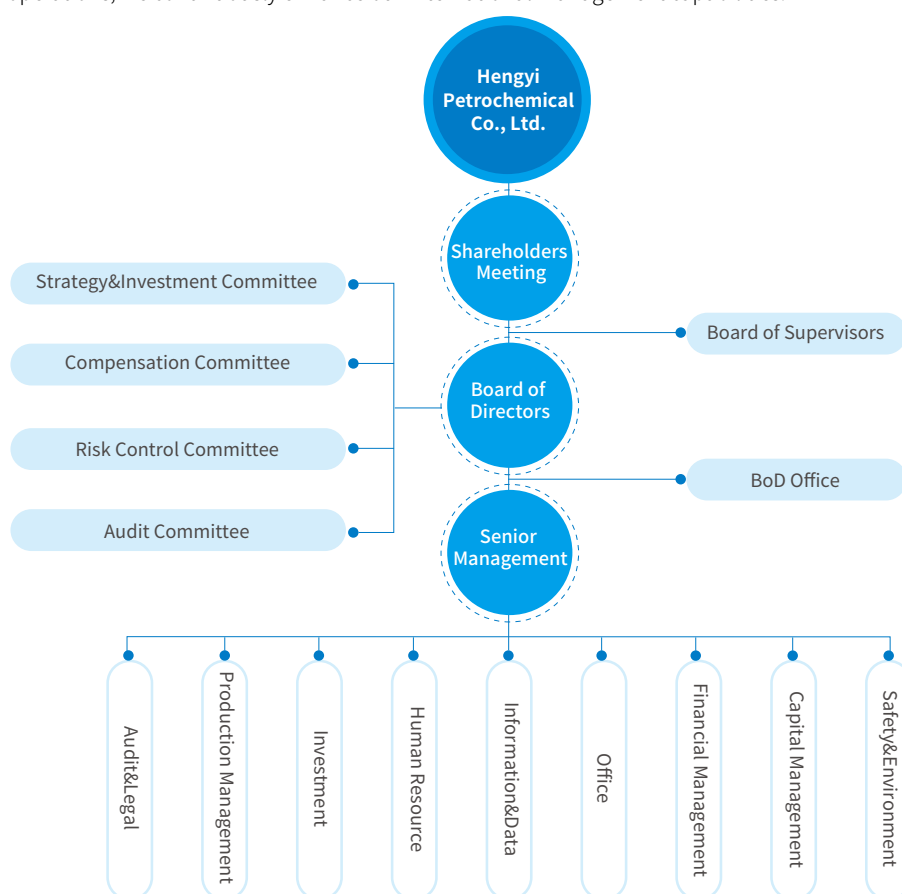 Hengyi
Petrochemical
Co., Ltd.
Shareholders
Meeting
Strategy&Investment Committee
Board of Supervisors
Compensation Committee
Board of
Directors
Risk Control Committee
BoD Office
Audit Committee
Senior
Management
Audit&Legal
Production Management
Investment
Human Resource
Information&Data
Office
Financial Management
Capital Management
Safety&Environment